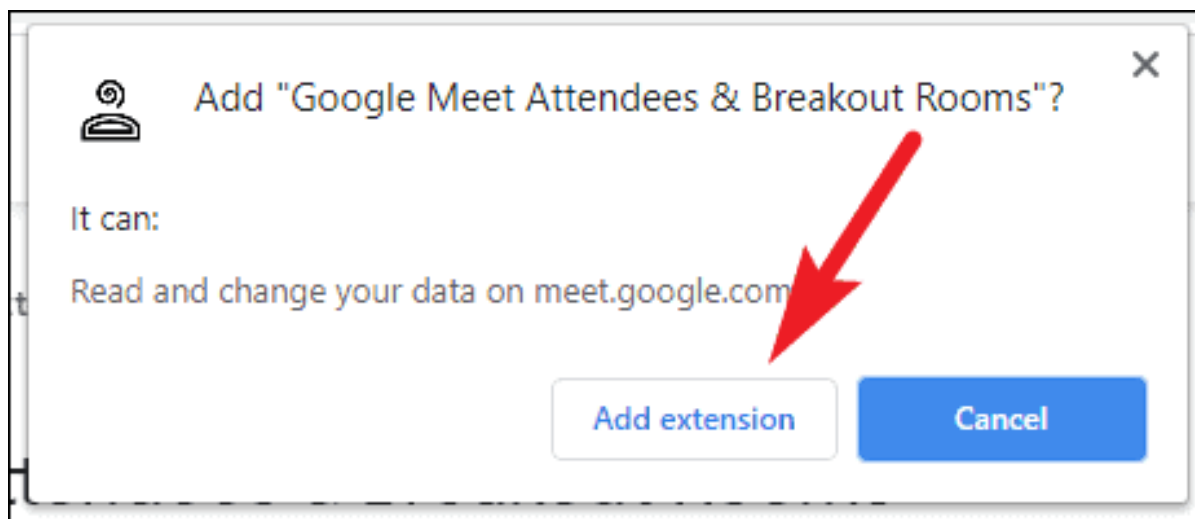 Add "Google Meet Attendees & Breakout Rooms"?
It can:
Read and change your data on meet.google.com
Add extension
Cancel